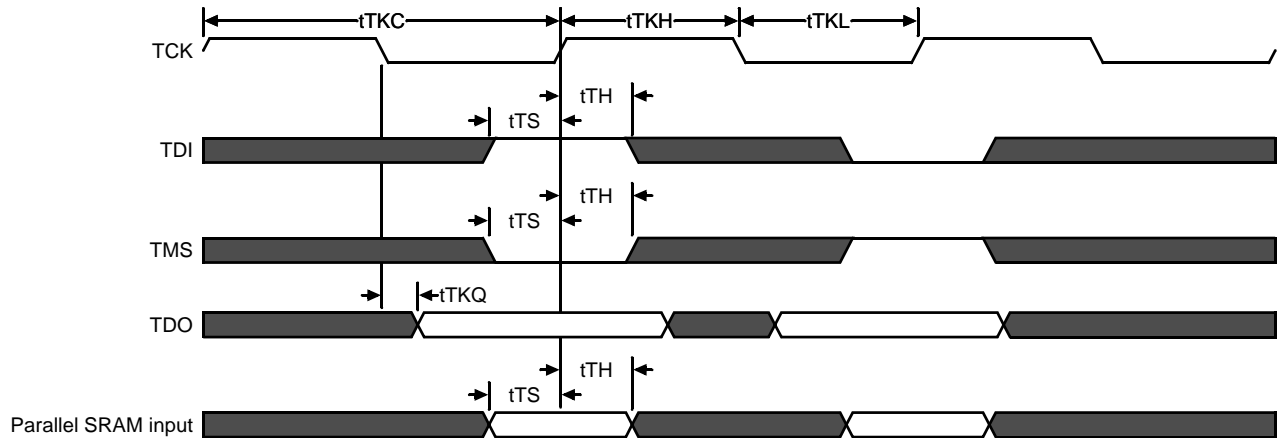 tTKC tTKH tTKL
TCK
tTH
tTS
TDI
tTH
tTS
TMS
tTKQ
TDO
tTH
tTS
Parallel SRAM input